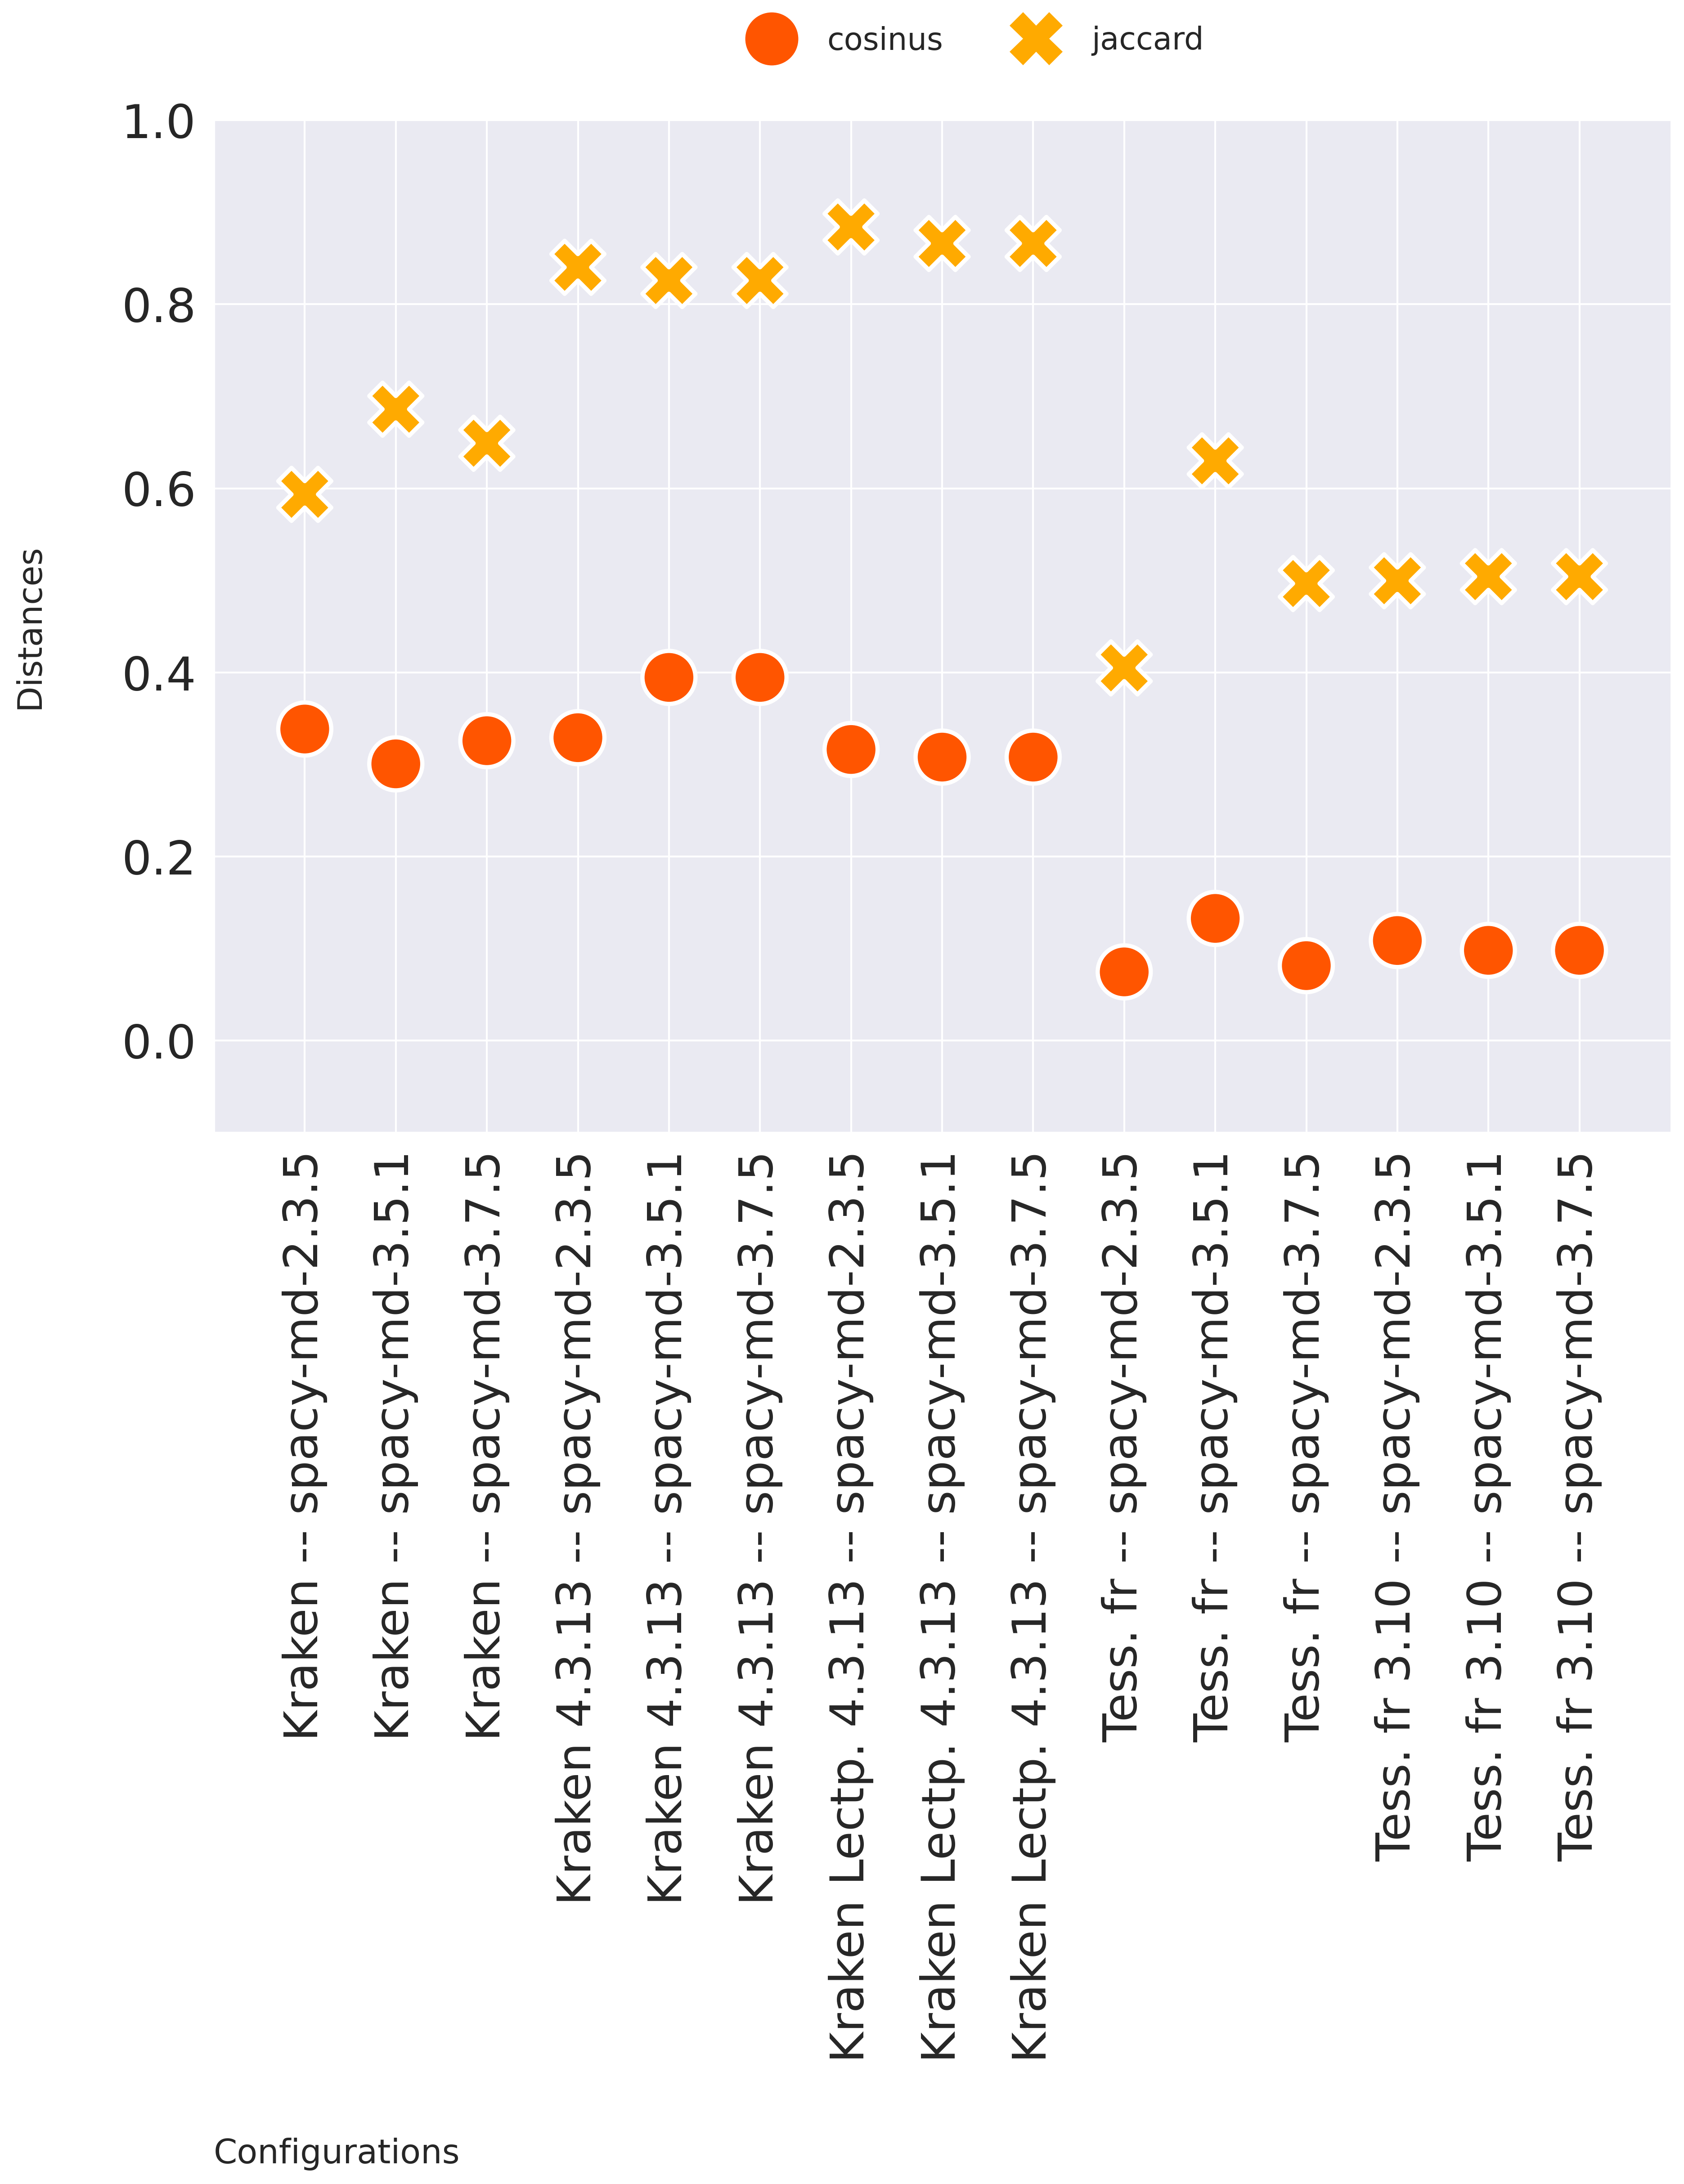 cosinus
jaccard
1.0
0.8
0.6
0.4
0.2
0.0
Distances
Kraken -- spacy-md-2.3.5
Kraken -- spacy-md-3.5.1
Kraken -- spacy-md-3.7.5
Kraken 4.3.13 -- spacy-md-2.3.5
Kraken 4.3.13 -- spacy-md-3.5.1
Kraken 4.3.13 -- spacy-md-3.7.5
Kraken Lectp. 4.3.13 -- spacy-md-2.3.5
Kraken Lectp. 4.3.13 -- spacy-md-3.5.1
Kraken Lectp. 4.3.13 -- spacy-md-3.7.5
Tess. fr -- spacy-md-2.3.5
Tess. fr -- spacy-md-3.5.1
Tess. fr -- spacy-md-3.7.5
Tess. fr 3.10 -- spacy-md-2.3.5
Tess. fr 3.10 -- spacy-md-3.5.1
Tess. fr 3.10 -- spacy-md-3.7.5
Configurations